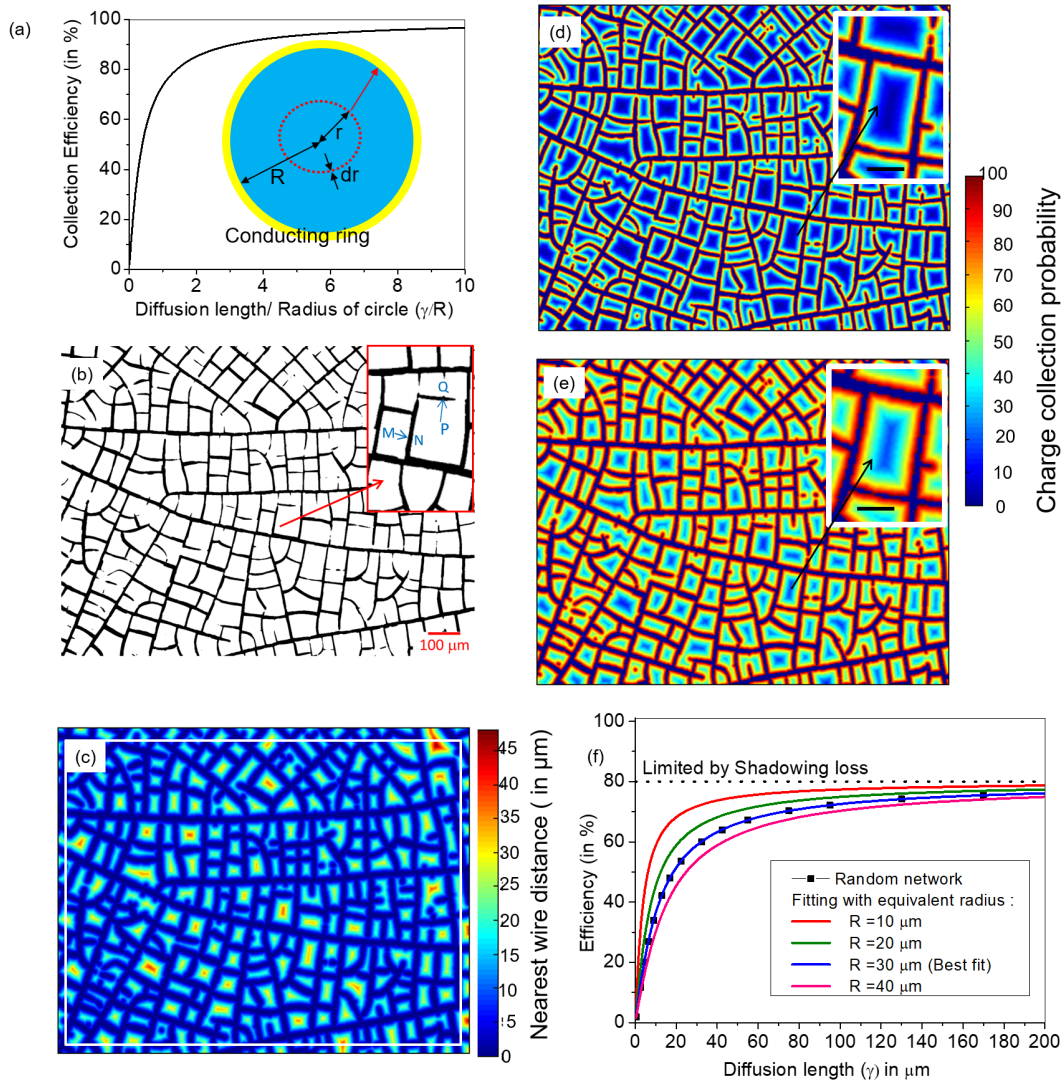 (a)
Collection Efficiency (in %)
100
80
60
40
20
0
R
r
dr
Conducting ring
0 2 4 6 8 10
Diffusion length/ Radius of circle (γ/R)
(b)
M
N
Q
P
100 μm
(c)
45
40
35
30
25
20
15
10
5
0
Nearest wire distance ( in μm)
(d)
(e)
100
90
80
70
60
50
40
30
20
10
0
Charge collection probability
(f)
Efficiency (in %)
100
80
60
40
20
0
Limited by Shadowing loss
Random network
Fitting with equivalent radius :
R =10 μm
R =20 μm
R =30 μm (Best fit)
R =40 μm
0 20 40 60 80 100 120 140 160 180 200
Diffusion length (γ) in μm